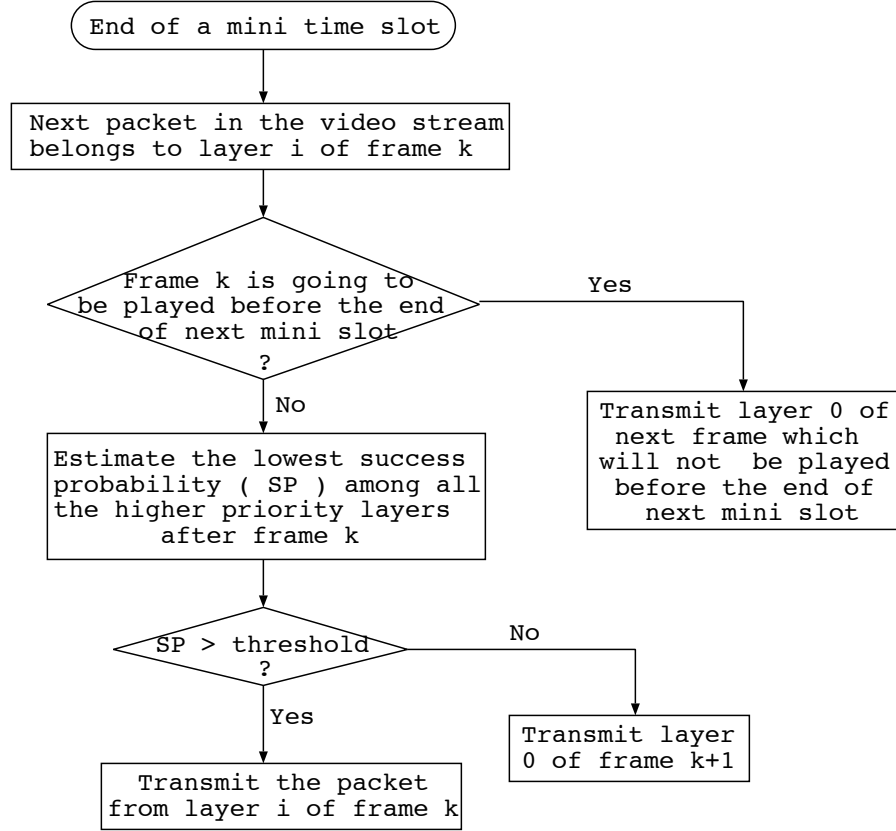 End of a mini time slot
Next packet in the video stream
belongs to layer i of frame k
Frame k is going to
be played before the end
of next mini slot
?
Yes
No
Transmit layer 0 of
next frame which
will not be played
before the end of
next mini slot
Estimate the lowest success
probability ( SP ) among all
the higher priority layers
after frame k
SP > threshold
?
No
Yes
Transmit layer
0 of frame k+1
Transmit the packet
from layer i of frame k